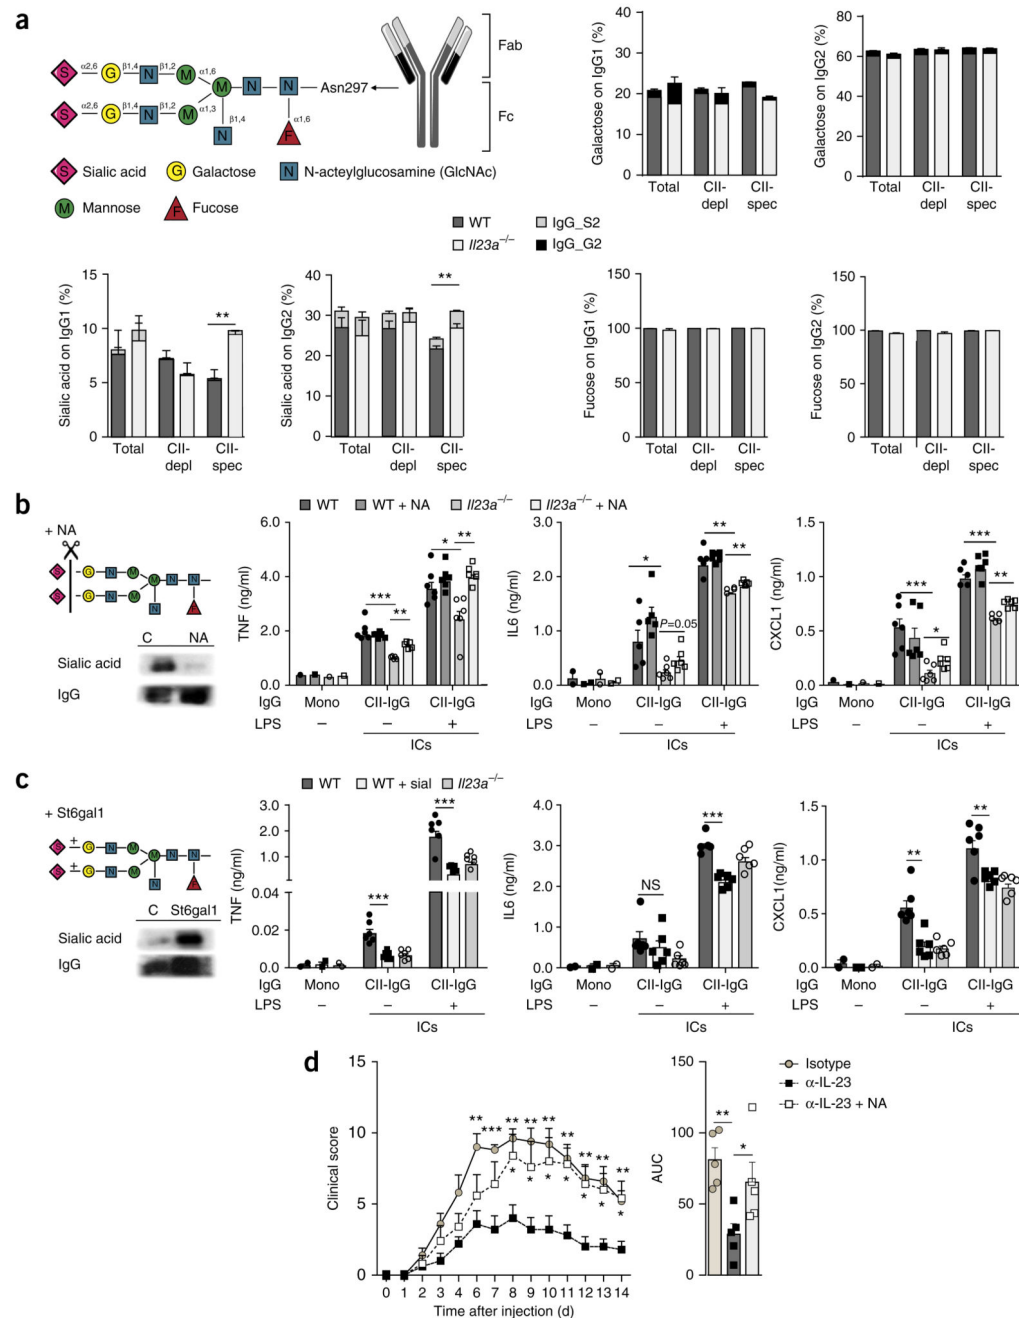 a
S α2,6 G β1,4 N β1,2 M α1,6 M N N Asn297
S α2,6 G β1,4 N β1,2 M α1,3
β1,4 N
F α1,6
Fab
Fc
S Sialic acid G Galactose N N-acteylglucosamine (GlcNAc)
M Mannose F Fucose
WT IgG_S2
Il23a–/– IgG_G2
Galactose on IgG1 (%)
40
30
20
10
0
Total CII-depl CII-spec
Galactose on IgG2 (%)
80
60
40
20
0
Total CII-depl CII-spec
Sialic acid on IgG1 (%)
15
10
5
0
**
Total CII-depl CII-spec
Sialic acid on IgG2 (%)
40
30
20
10
0
**
Total CII-depl CII-spec
Fucose on IgG1 (%)
150
100
50
0
Total CII-depl CII-spec
Fucose on IgG2 (%)
150
100
50
0
Total CII-depl CII-spec
b
+ NA
S G N M M N N
S G N M N F
C NA
Sialic acid
IgG
WT WT + NA Il23a–/– Il23a–/– + NA
TNF (ng/ml)
6.0
4.0
2.0
0
*** ** * **
IgG Mono CII-IgG CII-IgG
LPS – – +
ICs
IL6 (ng/ml)
3.0
2.0
1.0
0
* P=0.05 ** **
IgG Mono CII-IgG CII-IgG
LPS – – +
ICs
CXCL1 (ng/ml)
1.5
1.0
0.5
0
*** * *** **
IgG Mono CII-IgG CII-IgG
LPS – – +
ICs
c
+ St6gal1
S + G N M M N N
S + G N M N F
C St6gal1
Sialic acid
IgG
WT WT + sial Il23a–/–
TNF (ng/ml)
3.0
2.0
1.0
0.0
0.04
0.02
0
*** ***
IgG Mono CII-IgG CII-IgG
LPS – – +
ICs
IL6 (ng/ml)
4.0
3.0
2.0
1.0
0.0
NS ***
IgG Mono CII-IgG CII-IgG
LPS – – +
ICs
CXCL1(ng/ml)
1.5
1.0
0.5
0
** **
IgG Mono CII-IgG CII-IgG
LPS – – +
ICs
d
Clinical score
15
10
5
0
** *** ** ** ** ** ** ** **
* * * * * * *
0 1 2 3 4 6 7 8 9 10 11 12 13 14
Time after injection (d)
AUC
150
100
50
0
** *
Isotype
α-IL-23
α-IL-23 + NA